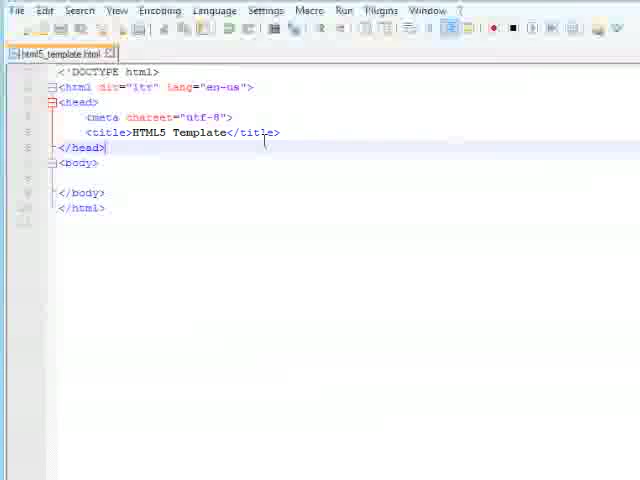 File Edit Search View Encoding Language Settings Macro Run Plugins Window ?
html5_template.html
<!DOCTYPE html>
<html dir="ltr" lang="en-us">
<head>
<meta charset="utf-8">
<title>HTML5 Template</title>
</head>
<body>
</body>
</html>